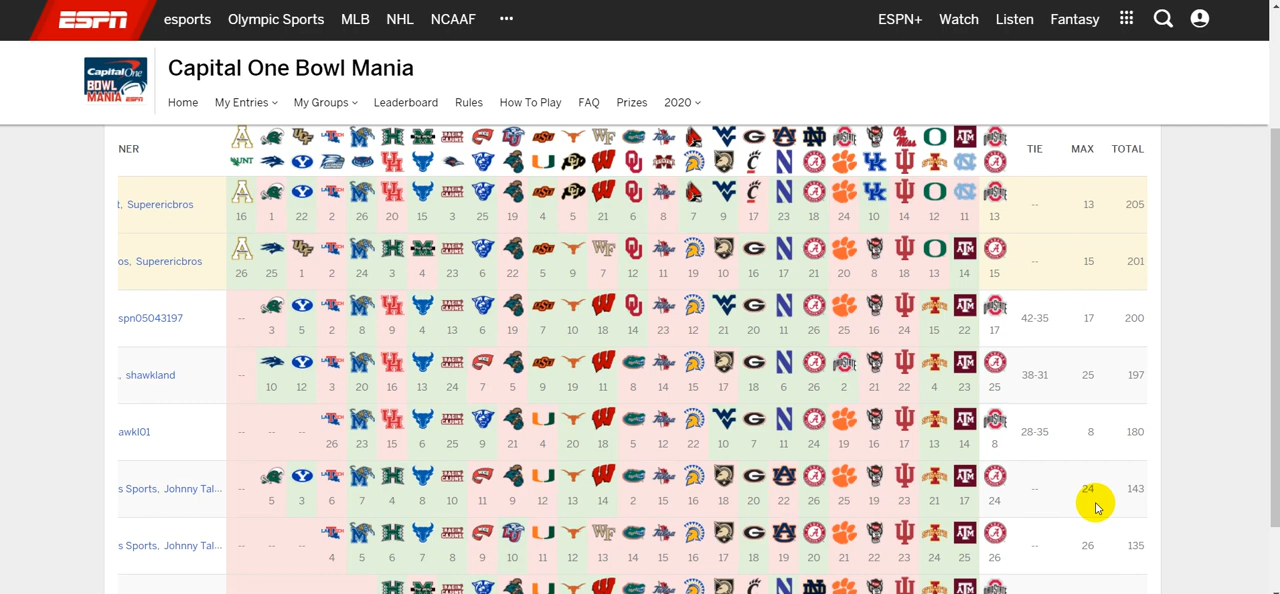 ESPN esports Olympic Sports MLB NHL NCAAF ••• ESPN+ Watch Listen Fantasy
Capital One BOWL MANIA ESPN Capital One Bowl Mania
Home My Entries My Groups Leaderboard Rules How To Play FAQ Prizes 2020
NER TIE MAX TOTAL
t, Superericbros 16 1 22 2 26 20 15 3 25 19 4 5 21 6 8 7 9 17 23 18 24 10 14 12 11 13 -- 13 205
os, Superericbros 26 25 1 2 24 3 4 23 6 22 5 9 7 12 11 19 10 16 17 21 20 8 18 13 14 15 -- 15 201
spn05043197 -- 3 5 2 8 9 4 13 6 19 7 10 18 14 23 12 21 20 11 26 25 16 24 15 22 17 42-35 17 200
., shawkland -- 10 12 3 20 16 13 24 7 5 9 19 11 8 14 15 17 18 6 26 2 21 22 4 23 25 38-31 25 197
awkl01 -- -- -- 26 23 15 6 25 9 21 4 20 18 5 12 22 10 7 11 24 19 16 17 13 14 8 28-35 8 180
s Sports, Johnny Tal... -- 5 3 6 7 4 8 10 11 9 12 13 14 2 15 16 18 20 22 26 25 19 23 21 17 24 -- 24 143
s Sports, Johnny Tal... -- -- -- 4 5 6 7 8 9 10 11 12 13 14 15 16 17 18 19 20 21 22 23 24 25 26 -- 26 135